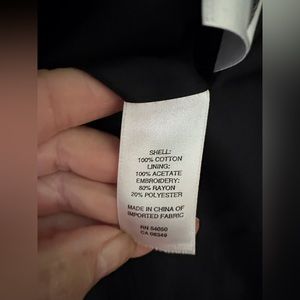 SHELL:
100% COTTON
LINING:
100% ACETATE
EMBROIDERY:
80% RAYON
20% POLYESTER
MADE IN CHINA OF
IMPORTED FABRIC
RN 54050
CA 08349